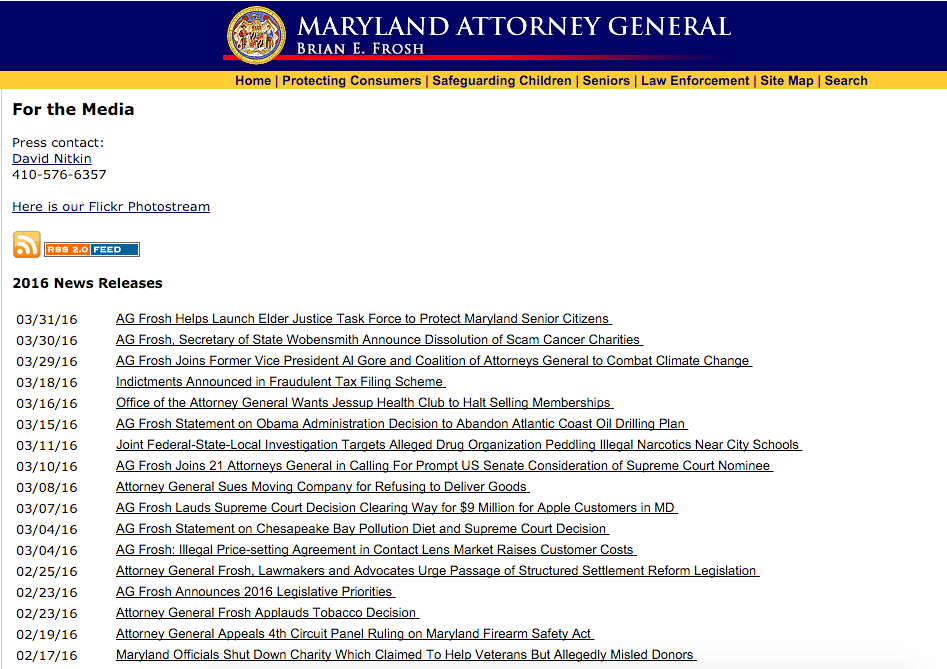 MARYLAND ATTORNEY GENERAL
BRIAN E. FROSH
Home | Protecting Consumers | Safeguarding Children | Seniors | Law Enforcement | Site Map | Search
For the Media
Press contact:
David Nitkin
410-576-6357
Here is our Flickr Photostream
RSS 2.0 FEED
2016 News Releases
03/31/16 AG Frosh Helps Launch Elder Justice Task Force to Protect Maryland Senior Citizens
03/30/16 AG Frosh, Secretary of State Wobensmith Announce Dissolution of Scam Cancer Charities
03/29/16 AG Frosh Joins Former Vice President Al Gore and Coalition of Attorneys General to Combat Climate Change
03/18/16 Indictments Announced in Fraudulent Tax Filing Scheme
03/16/16 Office of the Attorney General Wants Jessup Health Club to Halt Selling Memberships
03/15/16 AG Frosh Statement on Obama Administration Decision to Abandon Atlantic Coast Oil Drilling Plan
03/11/16 Joint Federal-State-Local Investigation Targets Alleged Drug Organization Peddling Illegal Narcotics Near City Schools
03/10/16 AG Frosh Joins 21 Attorneys General in Calling For Prompt US Senate Consideration of Supreme Court Nominee
03/08/16 Attorney General Sues Moving Company for Refusing to Deliver Goods
03/07/16 AG Frosh Lauds Supreme Court Decision Clearing Way for $9 Million for Apple Customers in MD
03/04/16 AG Frosh Statement on Chesapeake Bay Pollution Diet and Supreme Court Decision
03/04/16 AG Frosh: Illegal Price-setting Agreement in Contact Lens Market Raises Customer Costs
02/25/16 Attorney General Frosh, Lawmakers and Advocates Urge Passage of Structured Settlement Reform Legislation
02/23/16 AG Frosh Announces 2016 Legislative Priorities
02/23/16 Attorney General Frosh Applauds Tobacco Decision
02/19/16 Attorney General Appeals 4th Circuit Panel Ruling on Maryland Firearm Safety Act
02/17/16 Maryland Officials Shut Down Charity Which Claimed To Help Veterans But Allegedly Misled Donors